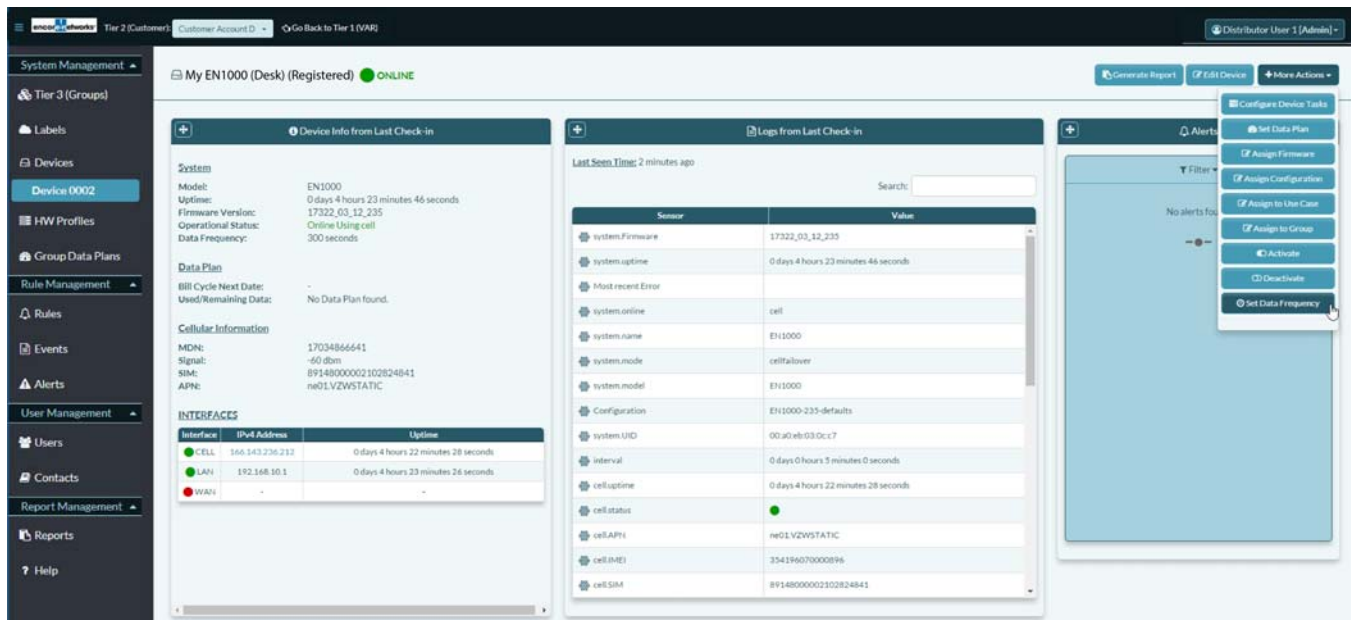 encor networks Tier 2 (Customer): Customer Account D Go Back to Tier 1 (VAR) Distributor User 1 [Admin]
System Management
Tier 3 (Groups)
Labels
Devices
Device 0002
HW Profiles
Group Data Plans
Rule Management
Rules
Events
Alerts
User Management
Users
Contacts
Report Management
Reports
? Help
My EN1000 (Desk) (Registered) ONLINE
Generate Report Edit Device +More Actions
Configure Device Tasks
Set Data Plan
Assign Firmware
Assign Configuration
Assign to Use Case
Assign to Group
Activate
Deactivate
Set Data Frequency
Device Info from Last Check-in
System
Model: EN1000
Uptime: 0 days 4 hours 23 minutes 46 seconds
Firmware Version: 17322_03_12_235
Operational Status: Online Using cell
Data Frequency: 300 seconds
Data Plan
Bill Cycle Next Date: -
Used/Remaining Data: No Data Plan found.
Cellular Information
MDN: 17034866641
Signal: -60 dbm
SIM: 89148000002102824841
APN: ne01.VZWSTATIC
INTERFACES
Interface IPv4 Address Uptime
CELL 166.143.236.212 0 days 4 hours 22 minutes 28 seconds
LAN 192.168.10.1 0 days 4 hours 23 minutes 26 seconds
WAN - -
Logs from Last Check-in
Last Seen Time: 2 minutes ago
Search:
Sensor Value
system.Firmware 17322_03_12_235
system.uptime 0 days 4 hours 23 minutes 46 seconds
Most recent Error
system.online cell
system.name EN1000
system.mode cellfailover
system.model EN1000
Configuration EN1000-235-defaults
system.UID 00:a0:eb:03:0c:c7
interval 0 days 0 hours 5 minutes 0 seconds
cell.uptime 0 days 4 hours 22 minutes 28 seconds
cell.status
cell.APN ne01.VZWSTATIC
cell.IMEI 354196070000896
cell.SIM 89148000002102824841
Alerts
Filter
No alerts fou